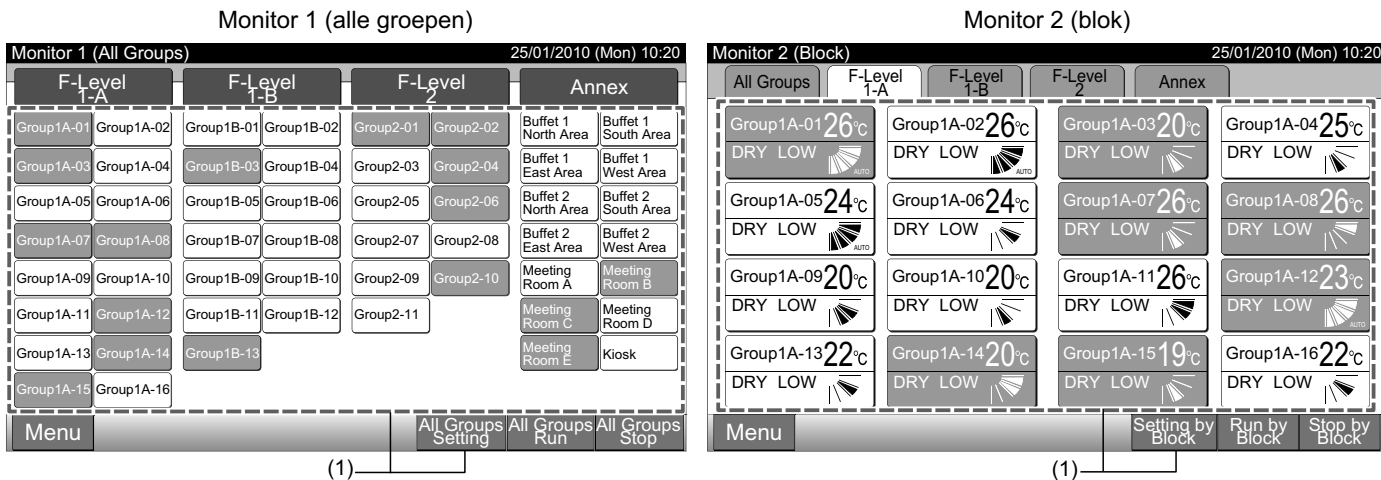 Monitor 1 (alle groepen)
Monitor 1 (All Groups) 25/01/2010 (Mon) 10:20
F-Level 1-A F-Level 1-B F-Level 2 Annex
Group1A-01 Group1A-02 Group1B-01 Group1B-02 Group2-01 Group2-02 Buffet 1 North Area Buffet 1 South Area
Group1A-03 Group1A-04 Group1B-03 Group1B-04 Group2-03 Group2-04 Buffet 1 East Area Buffet 1 West Area
Group1A-05 Group1A-06 Group1B-05 Group1B-06 Group2-05 Group2-06 Buffet 2 North Area Buffet 2 South Area
Group1A-07 Group1A-08 Group1B-07 Group1B-08 Group2-07 Group2-08 Buffet 2 East Area Buffet 2 West Area
Group1A-09 Group1A-10 Group1B-09 Group1B-10 Group2-09 Group2-10 Meeting Room A Meeting Room B
Group1A-11 Group1A-12 Group1B-11 Group1B-12 Group2-11 Meeting Room C Meeting Room D
Group1A-13 Group1A-14 Group1B-13 Meeting Room E Kiosk
Group1A-15 Group1A-16
Menu All Groups Setting All Groups Run All Groups Stop
(1)
Monitor 2 (blok)
Monitor 2 (Block) 25/01/2010 (Mon) 10:20
All Groups F-Level 1-A F-Level 1-B F-Level 2 Annex
Group1A-01 26°C Group1A-02 26°C Group1A-03 20°C Group1A-04 25°C
DRY LOW AUTO DRY LOW AUTO DRY LOW DRY LOW
Group1A-05 24°C Group1A-06 24°C Group1A-07 26°C Group1A-08 26°C
DRY LOW AUTO DRY LOW DRY LOW DRY LOW
Group1A-09 20°C Group1A-10 20°C Group1A-11 26°C Group1A-12 23°C
DRY LOW DRY LOW DRY LOW DRY LOW AUTO
Group1A-13 22°C Group1A-14 20°C Group1A-15 19°C Group1A-16 22°C
DRY LOW DRY LOW DRY LOW DRY LOW
Menu Setting by Block Run by Block Stop by Block
(1)